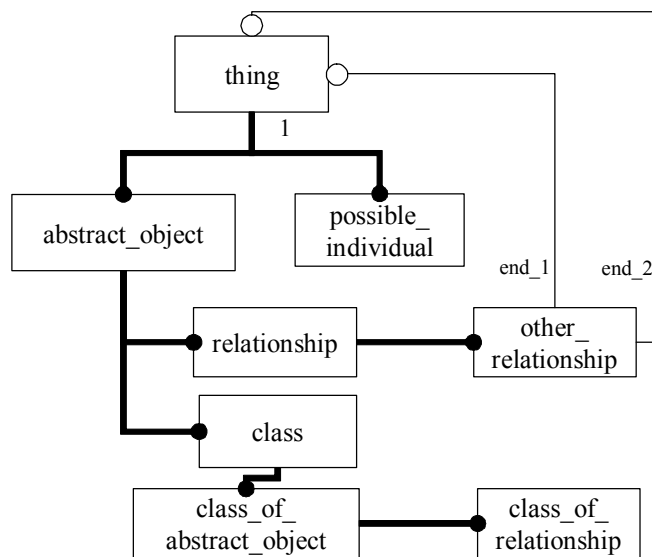 thing
1
abstract_object
possible_
individual
end_1
end_2
relationship
other_
relationship
class
class_of_
abstract_object
class_of_
relationship